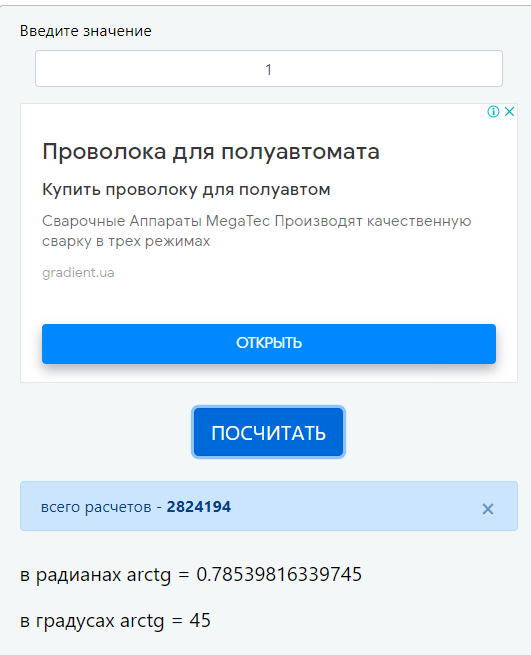 Введите значение
1
Проволока для полуавтомата
Купить проволоку для полуавтом
Сварочные Аппараты MegaTec Производят качественную
сварку в трех режимах
gradient.ua
ОТКРЫТЬ
ПОСЧИТАТЬ
всего расчетов - 2824194
в радианах arctg = 0.78539816339745
в градусах arctg = 45